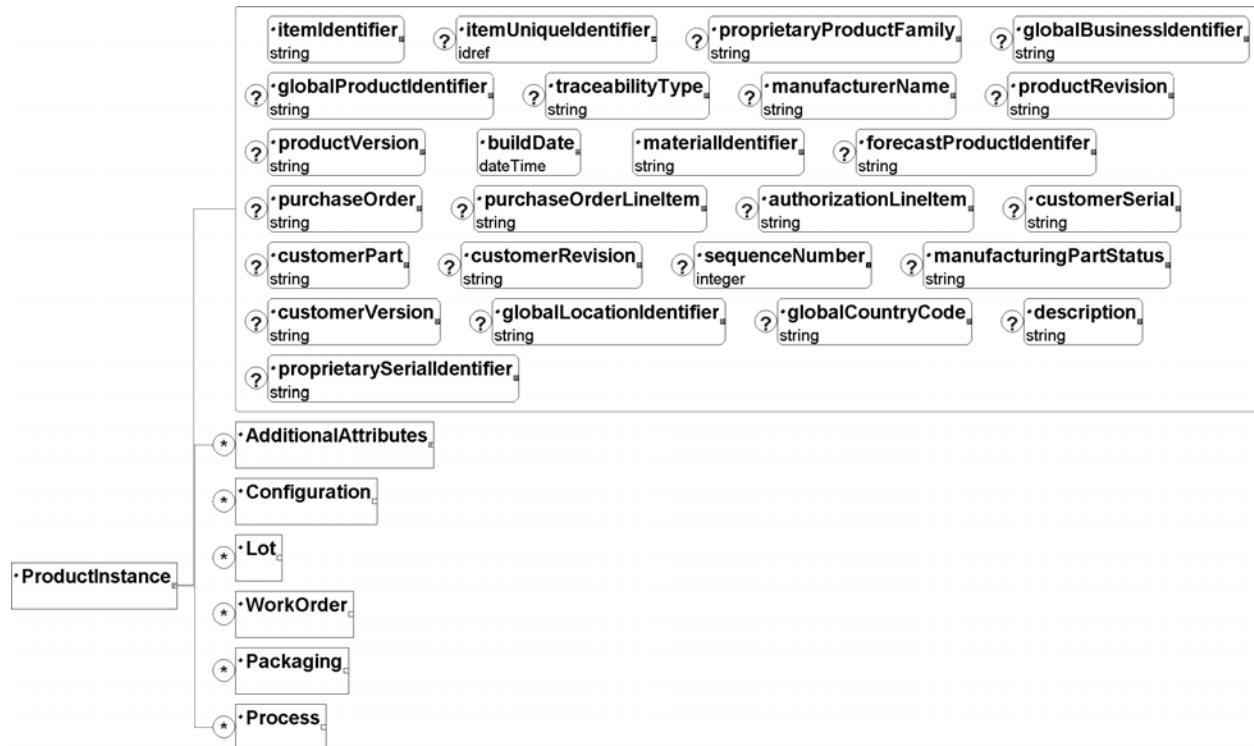 itemIdentifier ? itemUniqueIdentifier ? proprietaryProductFamily ? globalBusinessIdentifier
string idref string string
? globalProductIdentifier ? traceabilityType ? manufacturerName ? productRevision
string string string string
? productVersion buildDate materialIdentifier ? forecastProductIdentifer
string dateTime string string
? purchaseOrder ? purchaseOrderLineItem ? authorizationLineItem ? customerSerial
string string string string
? customerPart ? customerRevision ? sequenceNumber ? manufacturingPartStatus
string string integer string
? customerVersion ? globalLocationIdentifier ? globalCountryCode ? description
string string string string
? proprietarySerialIdentifier
string
* AdditionalAttributes
* Configuration
* Lot
ProductInstance
* WorkOrder
* Packaging
* Process